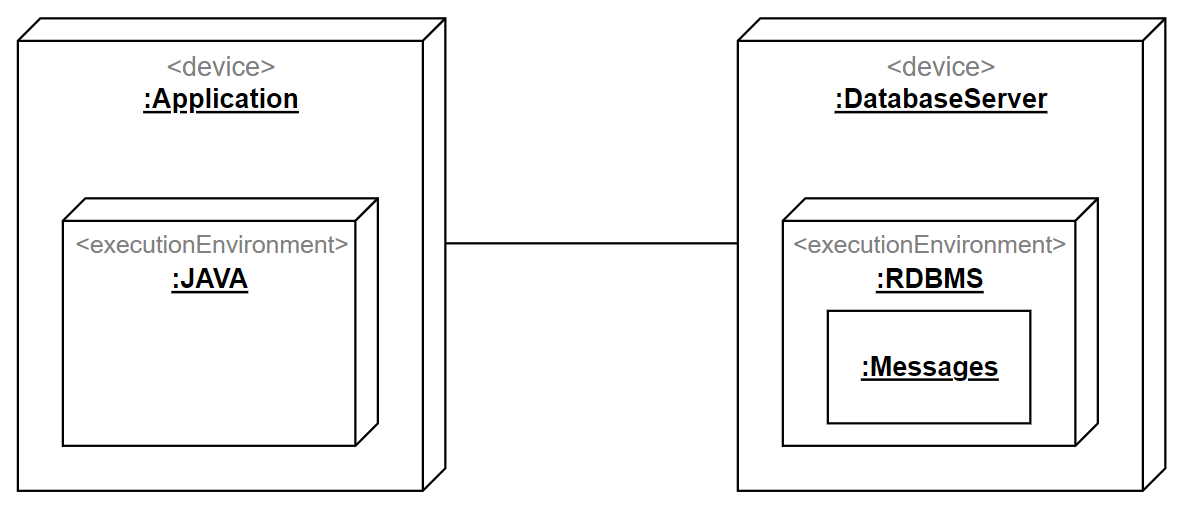 <device>
:Application
<executionEnvironment>
:JAVA
<device>
:DatabaseServer
<executionEnvironment>
:RDBMS
:Messages